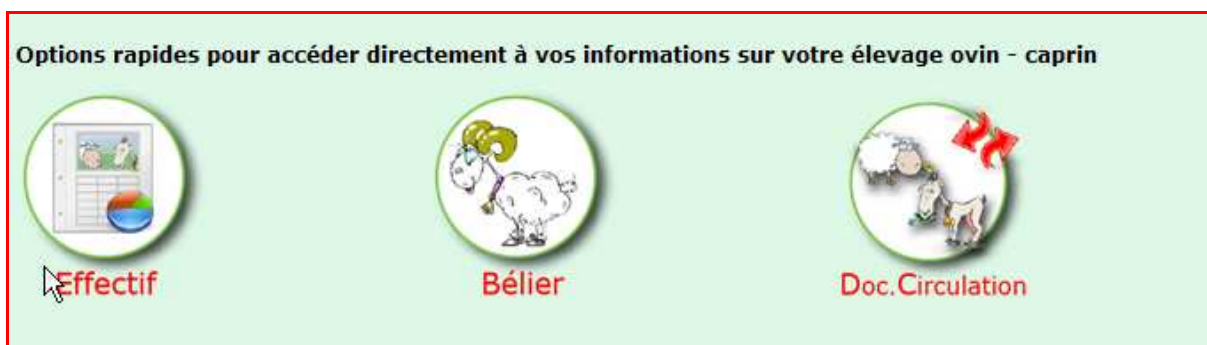 Options rapides pour accéder directement à vos informations sur votre élevage ovin - caprin
Effectif
Bélier
Doc.Circulation